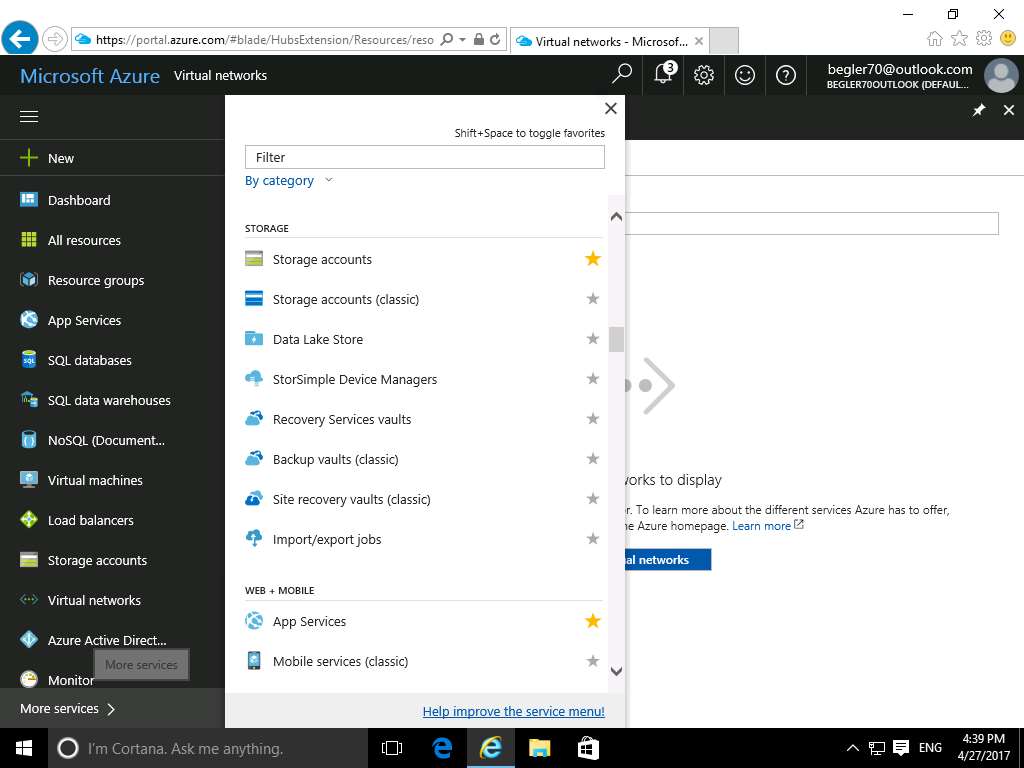 https://portal.azure.com/#blade/HubsExtension/Resources/reso
Virtual networks - Microsof...
Microsoft Azure
Virtual networks
3
begler70@outlook.com
BEGLER70OUTLOOK (DEFAUL...
New
Dashboard
All resources
Resource groups
App Services
SQL databases
SQL data warehouses
NoSQL (Document...
Virtual machines
Load balancers
Storage accounts
Virtual networks
Azure Active Direct...
More services
Monitor
More services
Shift+Space to toggle favorites
Filter
By category
STORAGE
Storage accounts
Storage accounts (classic)
Data Lake Store
StorSimple Device Managers
Recovery Services vaults
Backup vaults (classic)
Site recovery vaults (classic)
Import/export jobs
WEB + MOBILE
App Services
Mobile services (classic)
Help improve the service menu!
to display
To learn more about the different services Azure has to offer,
Azure homepage. Learn more
networks
I'm Cortana. Ask me anything.
ENG
4:39 PM
4/27/2017